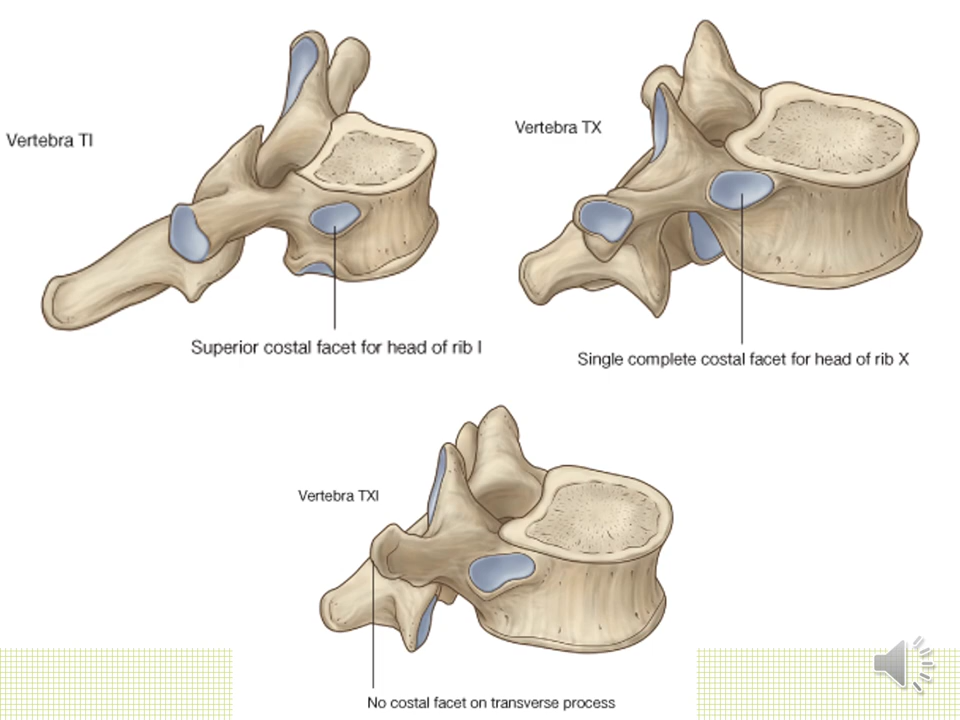 Vertebra TI
Vertebra TX
Superior costal facet for head of rib I
Single complete costal facet for head of rib X
Vertebra TXI
No costal facet on transverse process